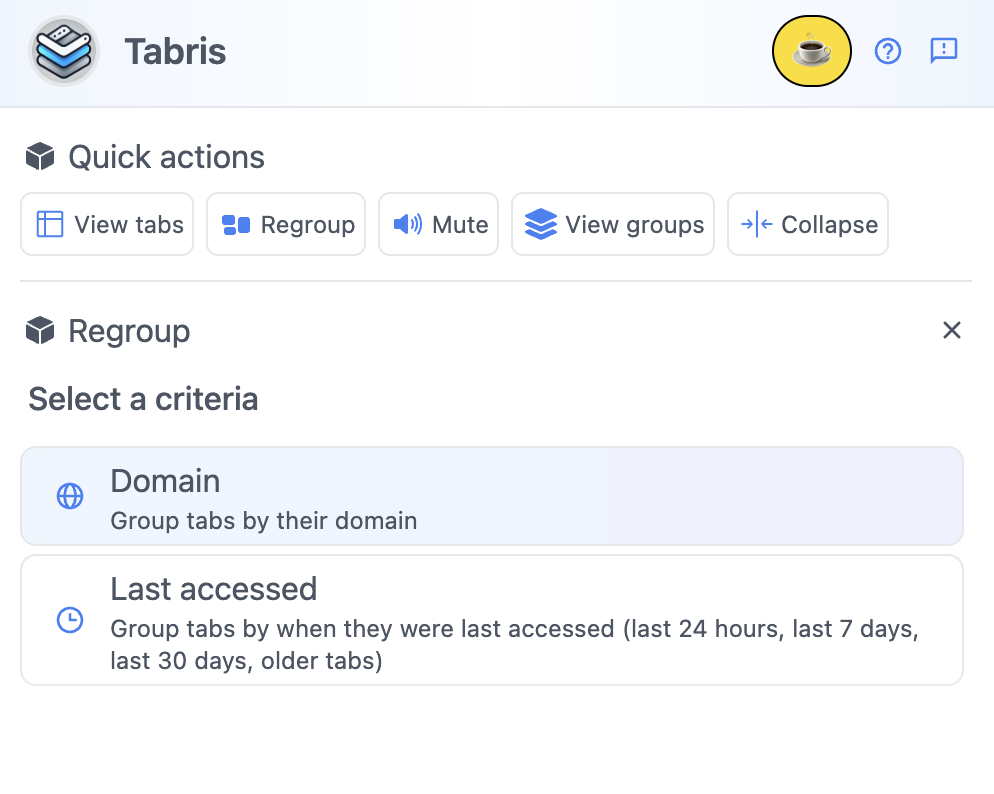 Tabris
Quick actions
View tabs
Regroup
Mute
View groups
Collapse
Regroup
Select a criteria
Domain
Group tabs by their domain
Last accessed
Group tabs by when they were last accessed (last 24 hours, last 7 days,
last 30 days, older tabs)